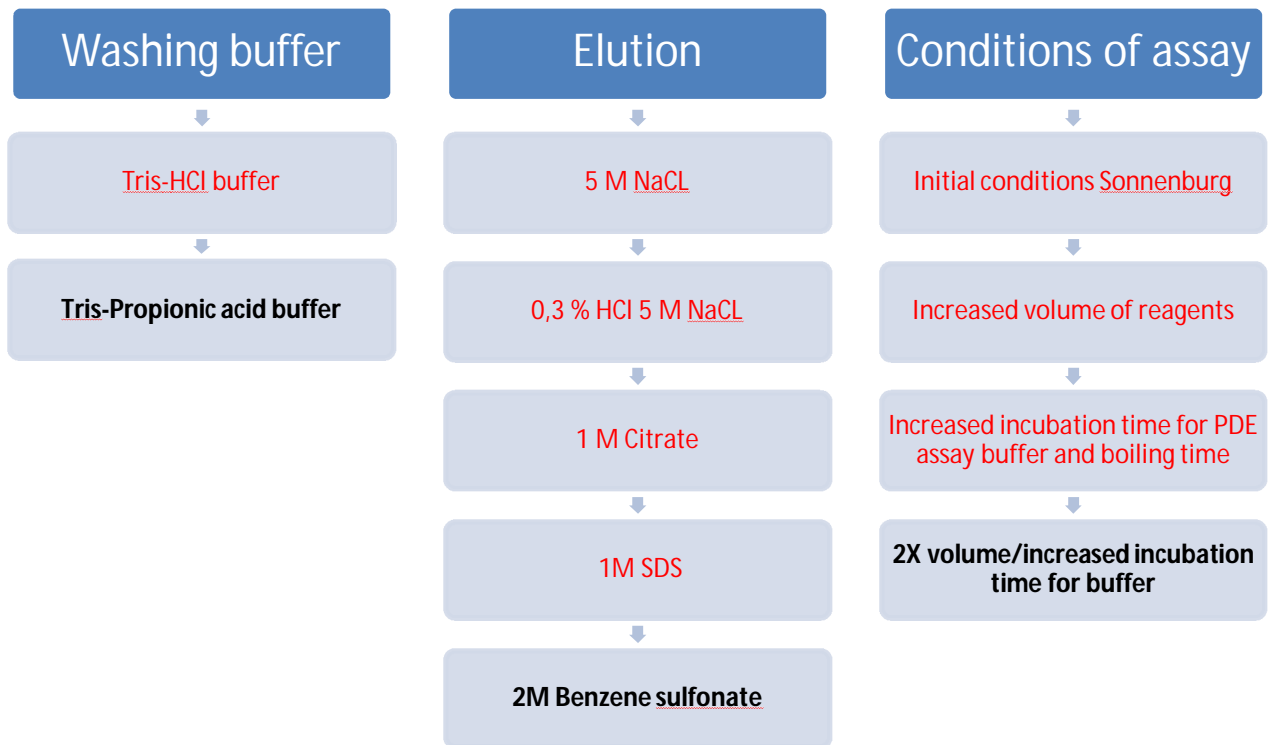 Washing buffer
Tris-HCl buffer
Tris-Propionic acid buffer
Elution
5 M NaCL
0,3 % HCl 5 M NaCL
1 M Citrate
1M SDS
2M Benzene sulfonate
Conditions of assay
Initial conditions Sonnenburg
Increased volume of reagents
Increased incubation time for PDE
assay buffer and boiling time
2X volume/increased incubation
time for buffer